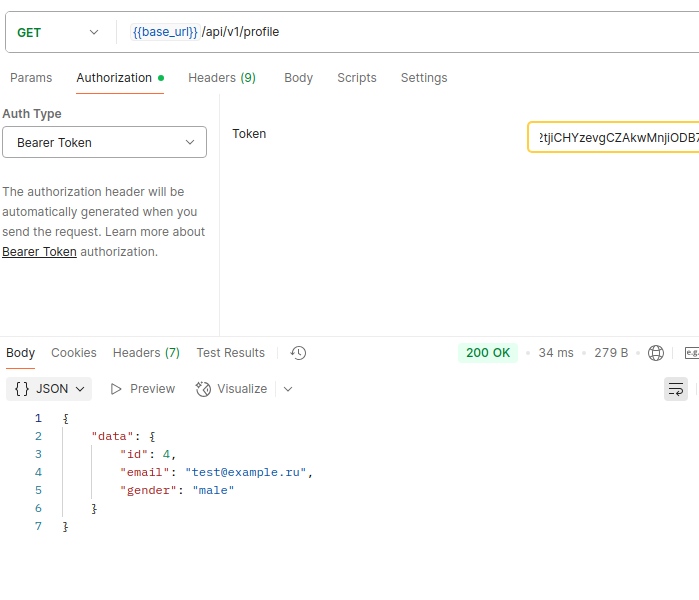 GET {{base_url}} /api/v1/profile
Params Authorization Headers (9) Body Scripts Settings
Auth Type
Bearer Token
Token
2tjiCHYzevgCZAkwMnjiODB7
The authorization header will be
automatically generated when you
send the request. Learn more about
Bearer Token authorization.
Body Cookies Headers (7) Test Results 200 OK 34 ms 279 B e.g.
{} JSON Preview Visualize
1 {
2 "data": {
3 "id": 4,
4 "email": "test@example.ru",
5 "gender": "male"
6 }
7 }